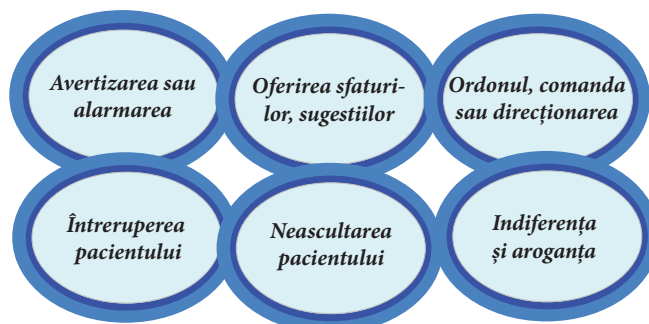 Avertizarea sau
alarmarea
Oferirea sfaturi-
lor, sugestiilor
Ordonul, comanda
sau direcționarea
Întreruperea
pacientului
Neascultarea
pacientului
Indiferența
și aroganța